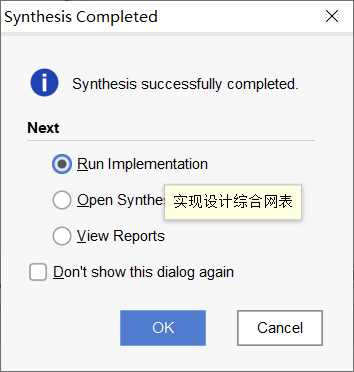 Synthesis Completed
Synthesis successfully completed.
Next
Run Implementation
Open Synthe
实现设计综合网表
View Reports
Don't show this dialog again
OK
Cancel